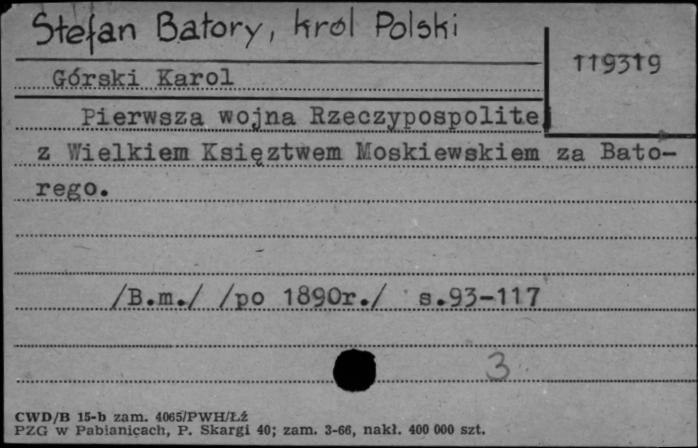 Stefan Batory, król Polski
119319
Górski Karol
Pierwsza wojna Rzeczypospolitej
z Wielkiem Księztwem Moskiewskiem za Bato-
rego.
/B.m./ /po 1890r./ s.93-117
3
CWD/B 15-b zam. 4065/PWH/Łż
PZG w Pabianicach, P. Skargi 40; zam. 3-66, nakł. 400 000 szt.